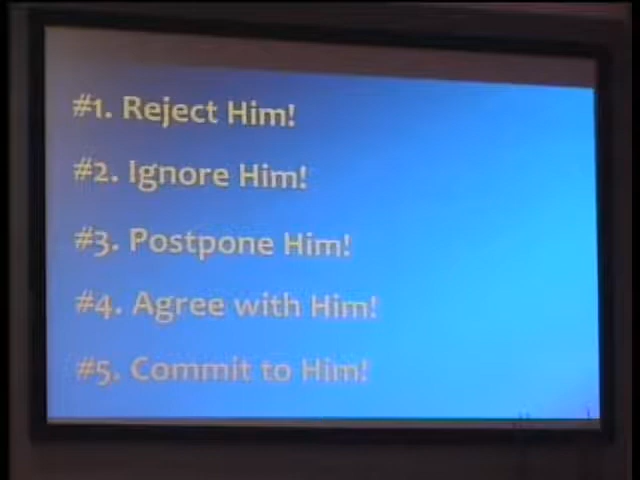 #1. Reject Him!
#2. Ignore Him!
#3. Postpone Him!
#4. Agree with Him!
#5. Commit to Him!